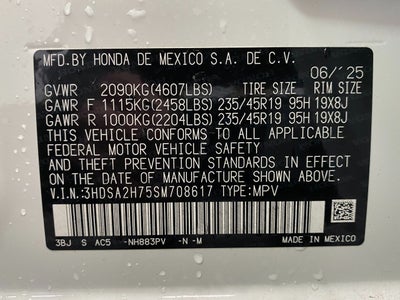 MFD.BY HONDA DE MEXICO S.A. DE C.V.
06/'25
GVWR 2090KG(4607LBS) TIRE SIZE RIM SIZE
GAWR F 1115KG(2458LBS) 235/45R19 95H 19X8J
GAWR R 1000KG(2204LBS) 235/45R19 95H 19X8J
THIS VEHICLE CONFORMS TO ALL APPLICABLE
FEDERAL MOTOR VEHICLE SAFETY
STANDARDS IN EFFECT ON THE DATE OF
MANUFACTURE SHOWN ABOVE.
V.I.N:3HDSA2H75SM708617 TYPE:MPV
3BJ S AC5 -NH883PV -N -M MADE IN MEXICO